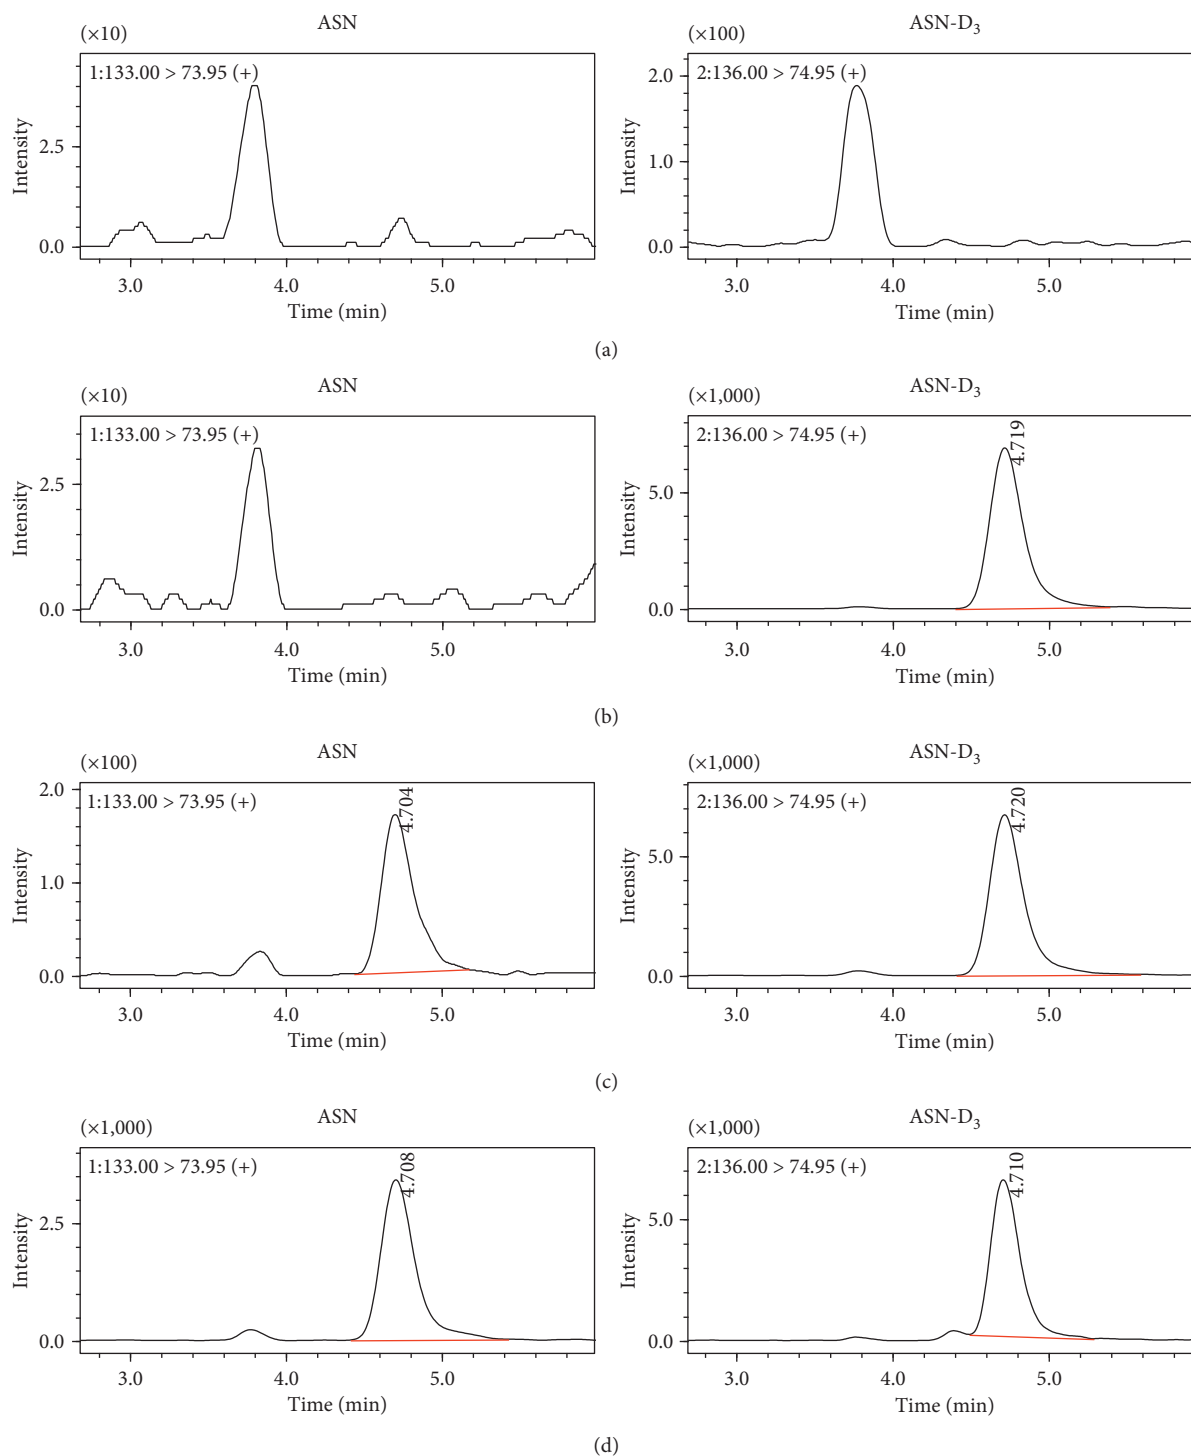 ASN
(×10)
1:133.00 > 73.95 (+)
2.5
0.0
Intensity
3.0 4.0 5.0
Time (min)
ASN-D3
(×100)
2:136.00 > 74.95 (+)
2.0
1.0
0.0
Intensity
3.0 4.0 5.0
Time (min)
(a)
ASN
(×10)
1:133.00 > 73.95 (+)
2.5
0.0
Intensity
3.0 4.0 5.0
Time (min)
ASN-D3
(×1,000)
2:136.00 > 74.95 (+)
4.719
5.0
0.0
Intensity
3.0 4.0 5.0
Time (min)
(b)
ASN
(×100)
1:133.00 > 73.95 (+)
4.704
2.0
1.0
0.0
Intensity
3.0 4.0 5.0
Time (min)
ASN-D3
(×1,000)
2:136.00 > 74.95 (+)
4.720
5.0
0.0
Intensity
3.0 4.0 5.0
Time (min)
(c)
ASN
(×1,000)
1:133.00 > 73.95 (+)
4.708
2.5
0.0
Intensity
3.0 4.0 5.0
Time (min)
ASN-D3
(×1,000)
2:136.00 > 74.95 (+)
4.710
5.0
0.0
Intensity
3.0 4.0 5.0
Time (min)
(d)